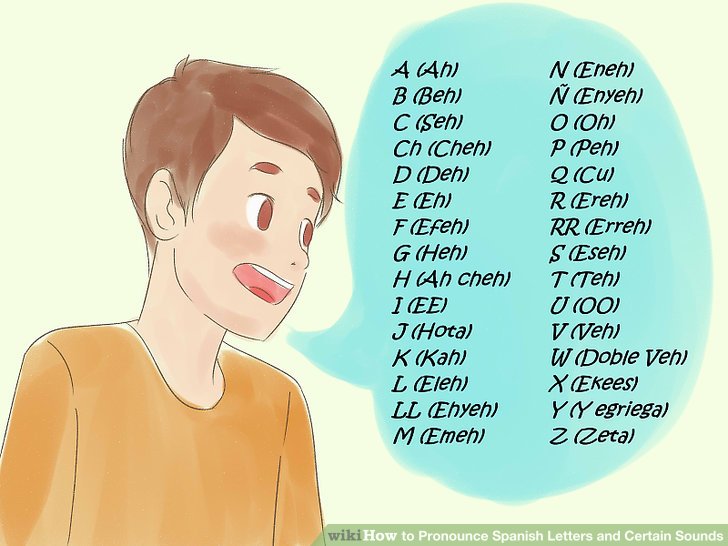 A (Ah)
B (Beh)
C (Seh)
Ch (Cheh)
D (Deh)
E (Eh)
F (Efeh)
G (Heh)
H (Ah cheh)
I (EE)
J (Hota)
K (Kah)
L (Eleh)
LL (Ehyeh)
M (Emeh)
N (Eneh)
Ñ (Enyeh)
O (Oh)
P (Peh)
Q (Cu)
R (Ereh)
RR (Erreh)
S (Eseh)
T (Teh)
U (OO)
V (Veh)
W (Doble Veh)
X (Ekees)
Y (Y egriega)
Z (Zeta)
wikiHow to Pronounce Spanish Letters and Certain Sounds